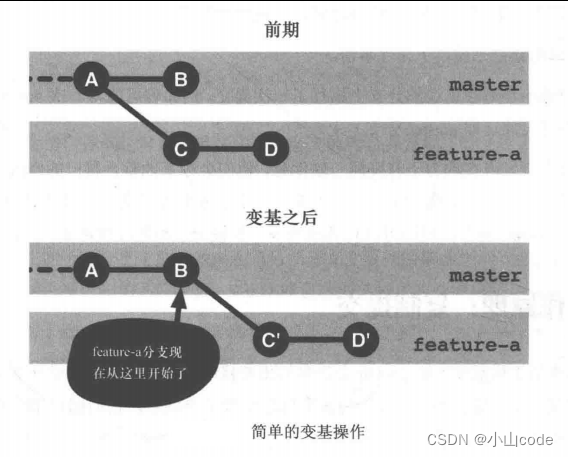 前期
A B
master
C D
feature-a
变基之后
A B
master
C' D'
feature-a
feature-a分支现
在从这里开始了
简单的变基操作
CSDN @小山code